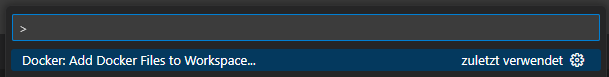 >
Docker: Add Docker Files to Workspace... zuletzt verwendet